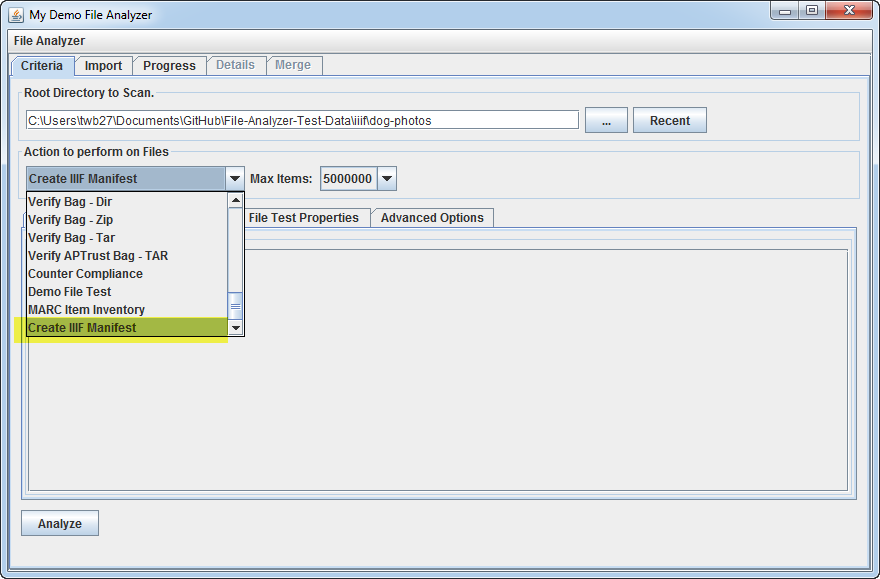 My Demo File Analyzer
File Analyzer
Criteria Import Progress Details Merge
Root Directory to Scan.
C:\Users\twb27\Documents\GitHub\File-Analyzer-Test-Data\iiif\dog-photos ... Recent
Action to perform on Files
Create IIIF Manifest Max Items: 5000000
Verify Bag - Dir
Verify Bag - Zip File Test Properties Advanced Options
Verify Bag - Tar
Verify APTrust Bag - TAR
Counter Compliance
Demo File Test
MARC Item Inventory
Create IIIF Manifest
Analyze